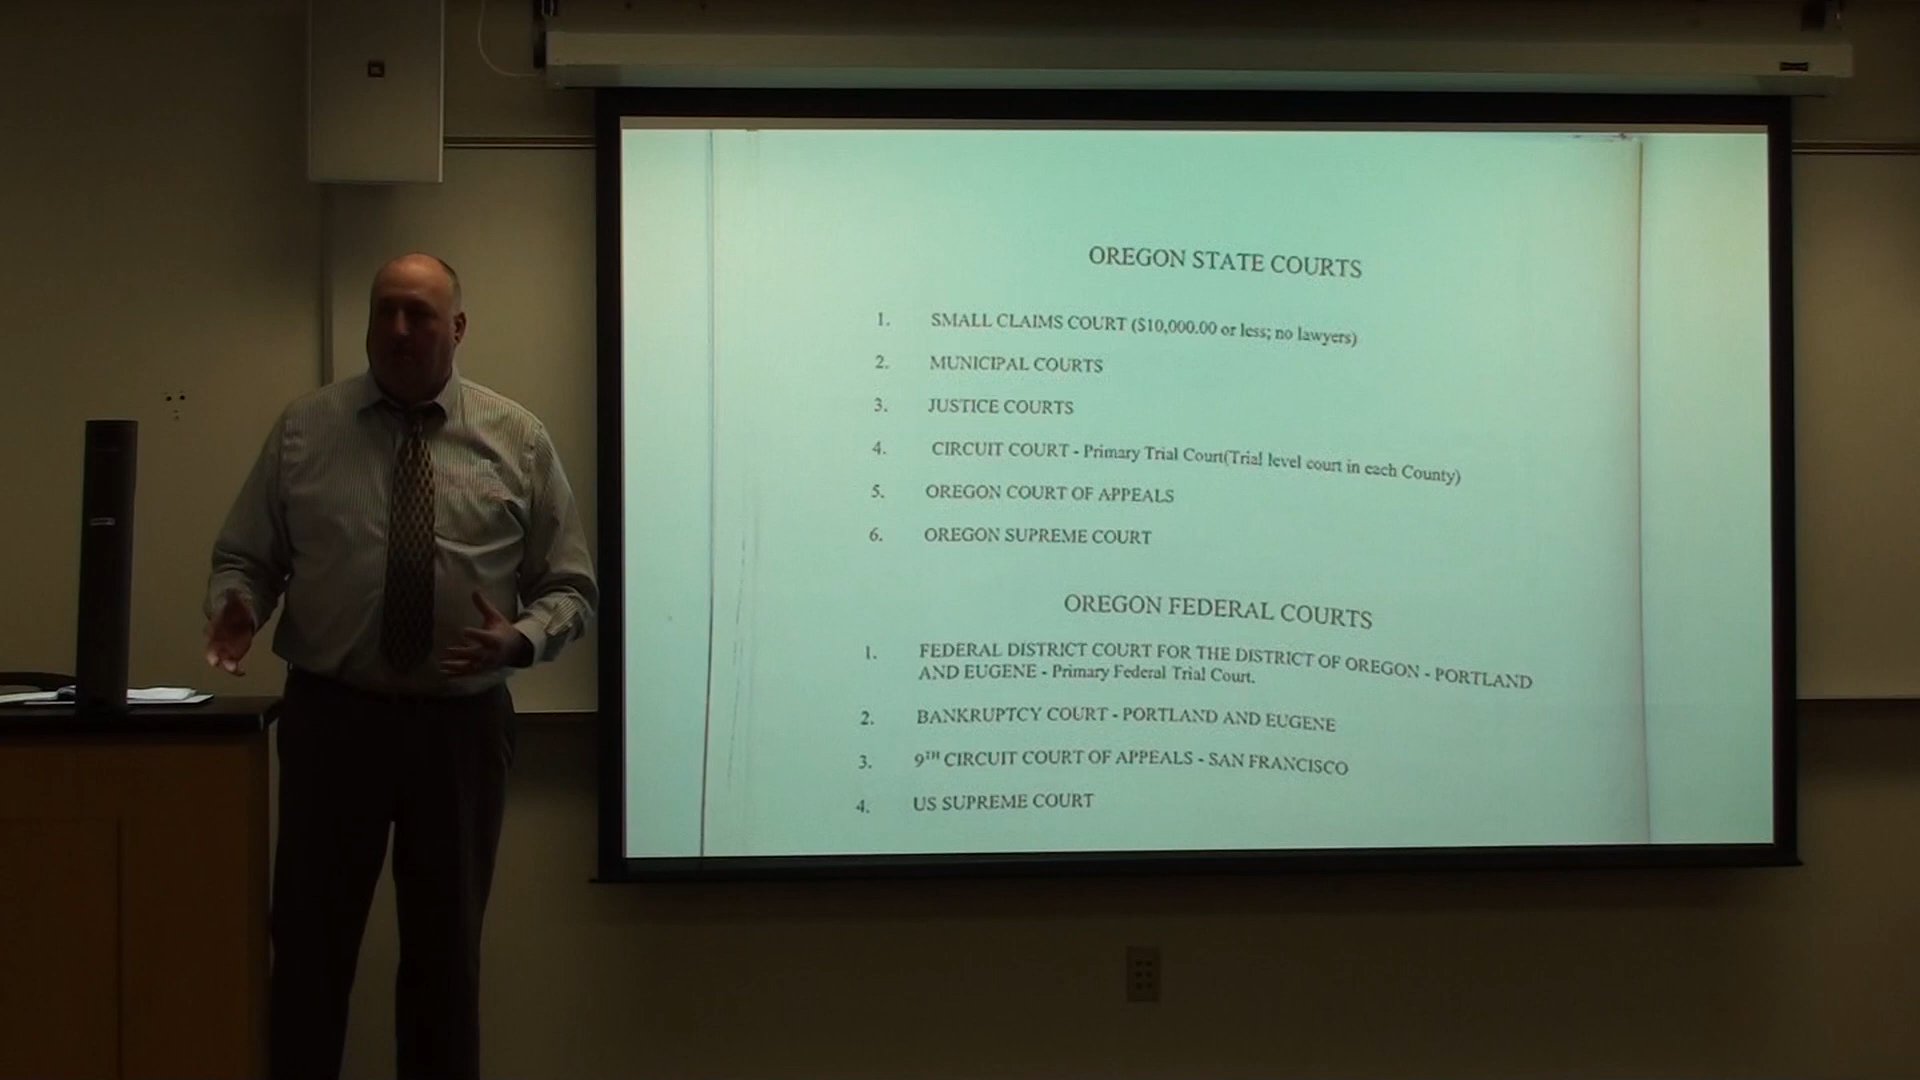 OREGON STATE COURTS
1. SMALL CLAIMS COURT ($10,000.00 or less; no lawyers)
2. MUNICIPAL COURTS
3. JUSTICE COURTS
4. CIRCUIT COURT - Primary Trial Court(Trial level court in each County)
5. OREGON COURT OF APPEALS
6. OREGON SUPREME COURT
OREGON FEDERAL COURTS
1. FEDERAL DISTRICT COURT FOR THE DISTRICT OF OREGON - PORTLAND
AND EUGENE - Primary Federal Trial Court.
2. BANKRUPTCY COURT - PORTLAND AND EUGENE
3. 9TH CIRCUIT COURT OF APPEALS - SAN FRANCISCO
4. US SUPREME COURT